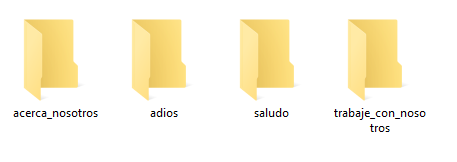 acerca_nosotros
adios
saludo
trabaje_con_noso
tros